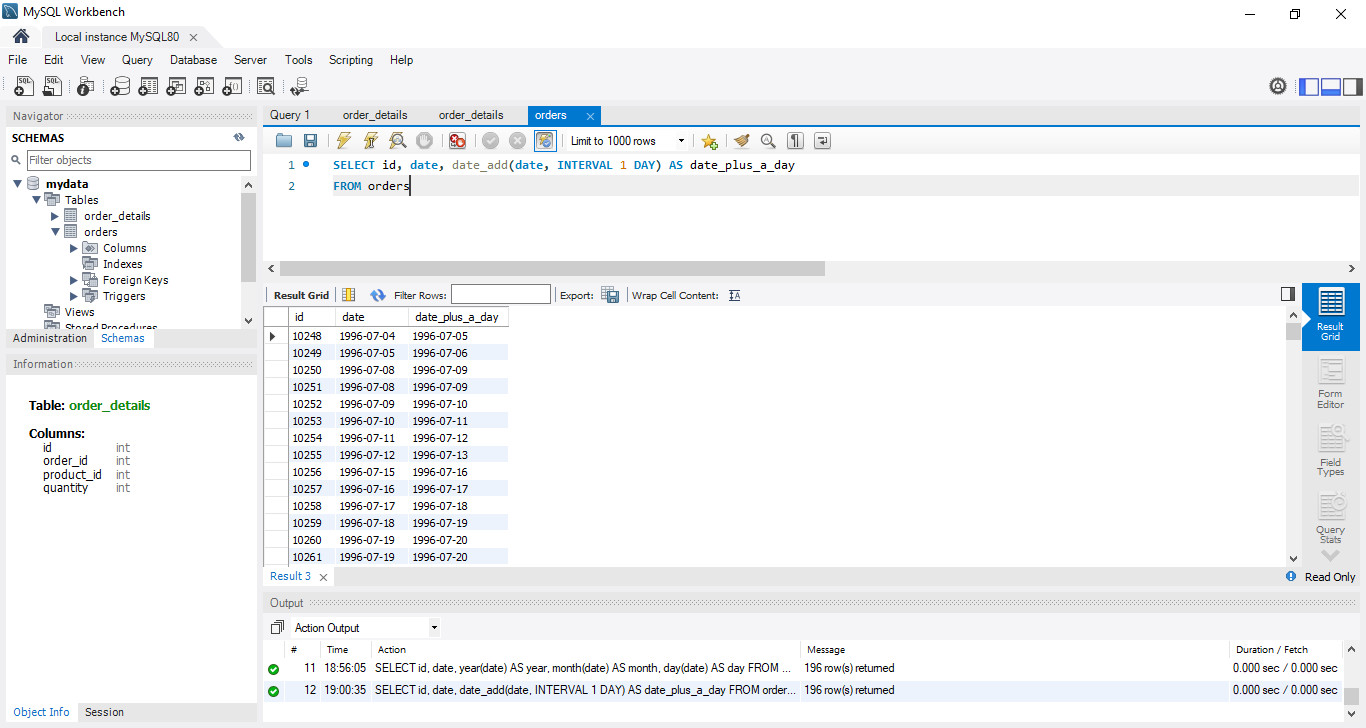 MySQL Workbench
Local instance MySQL80
File Edit View Query Database Server Tools Scripting Help
Navigator
SCHEMAS
Filter objects
mydata
Tables
order_details
orders
Columns
Indexes
Foreign Keys
Triggers
Views
Stored Procedures
Administration Schemas
Information
Table: order_details
Columns:
id int
order_id int
product_id int
quantity int
Object Info Session
Query 1 order_details order_details orders
Limit to 1000 rows
1 SELECT id, date, date_add(date, INTERVAL 1 DAY) AS date_plus_a_day
2 FROM orders
Result Grid Filter Rows: Export: Wrap Cell Content:
id date date_plus_a_day
10248 1996-07-04 1996-07-05
10249 1996-07-05 1996-07-06
10250 1996-07-08 1996-07-09
10251 1996-07-08 1996-07-09
10252 1996-07-09 1996-07-10
10253 1996-07-10 1996-07-11
10254 1996-07-11 1996-07-12
10255 1996-07-12 1996-07-13
10256 1996-07-15 1996-07-16
10257 1996-07-16 1996-07-17
10258 1996-07-17 1996-07-18
10259 1996-07-18 1996-07-19
10260 1996-07-19 1996-07-20
10261 1996-07-19 1996-07-20
Result
Grid
Form
Editor
Field
Types
Query
Stats
Result 3
Read Only
Output
Action Output
# Time Action Message Duration / Fetch
11 18:56:05 SELECT id, date, year(date) AS year, month(date) AS month, day(date) AS day FROM ... 196 row(s) returned 0.000 sec / 0.000 sec
12 19:00:35 SELECT id, date, date_add(date, INTERVAL 1 DAY) AS date_plus_a_day FROM order... 196 row(s) returned 0.000 sec / 0.000 sec